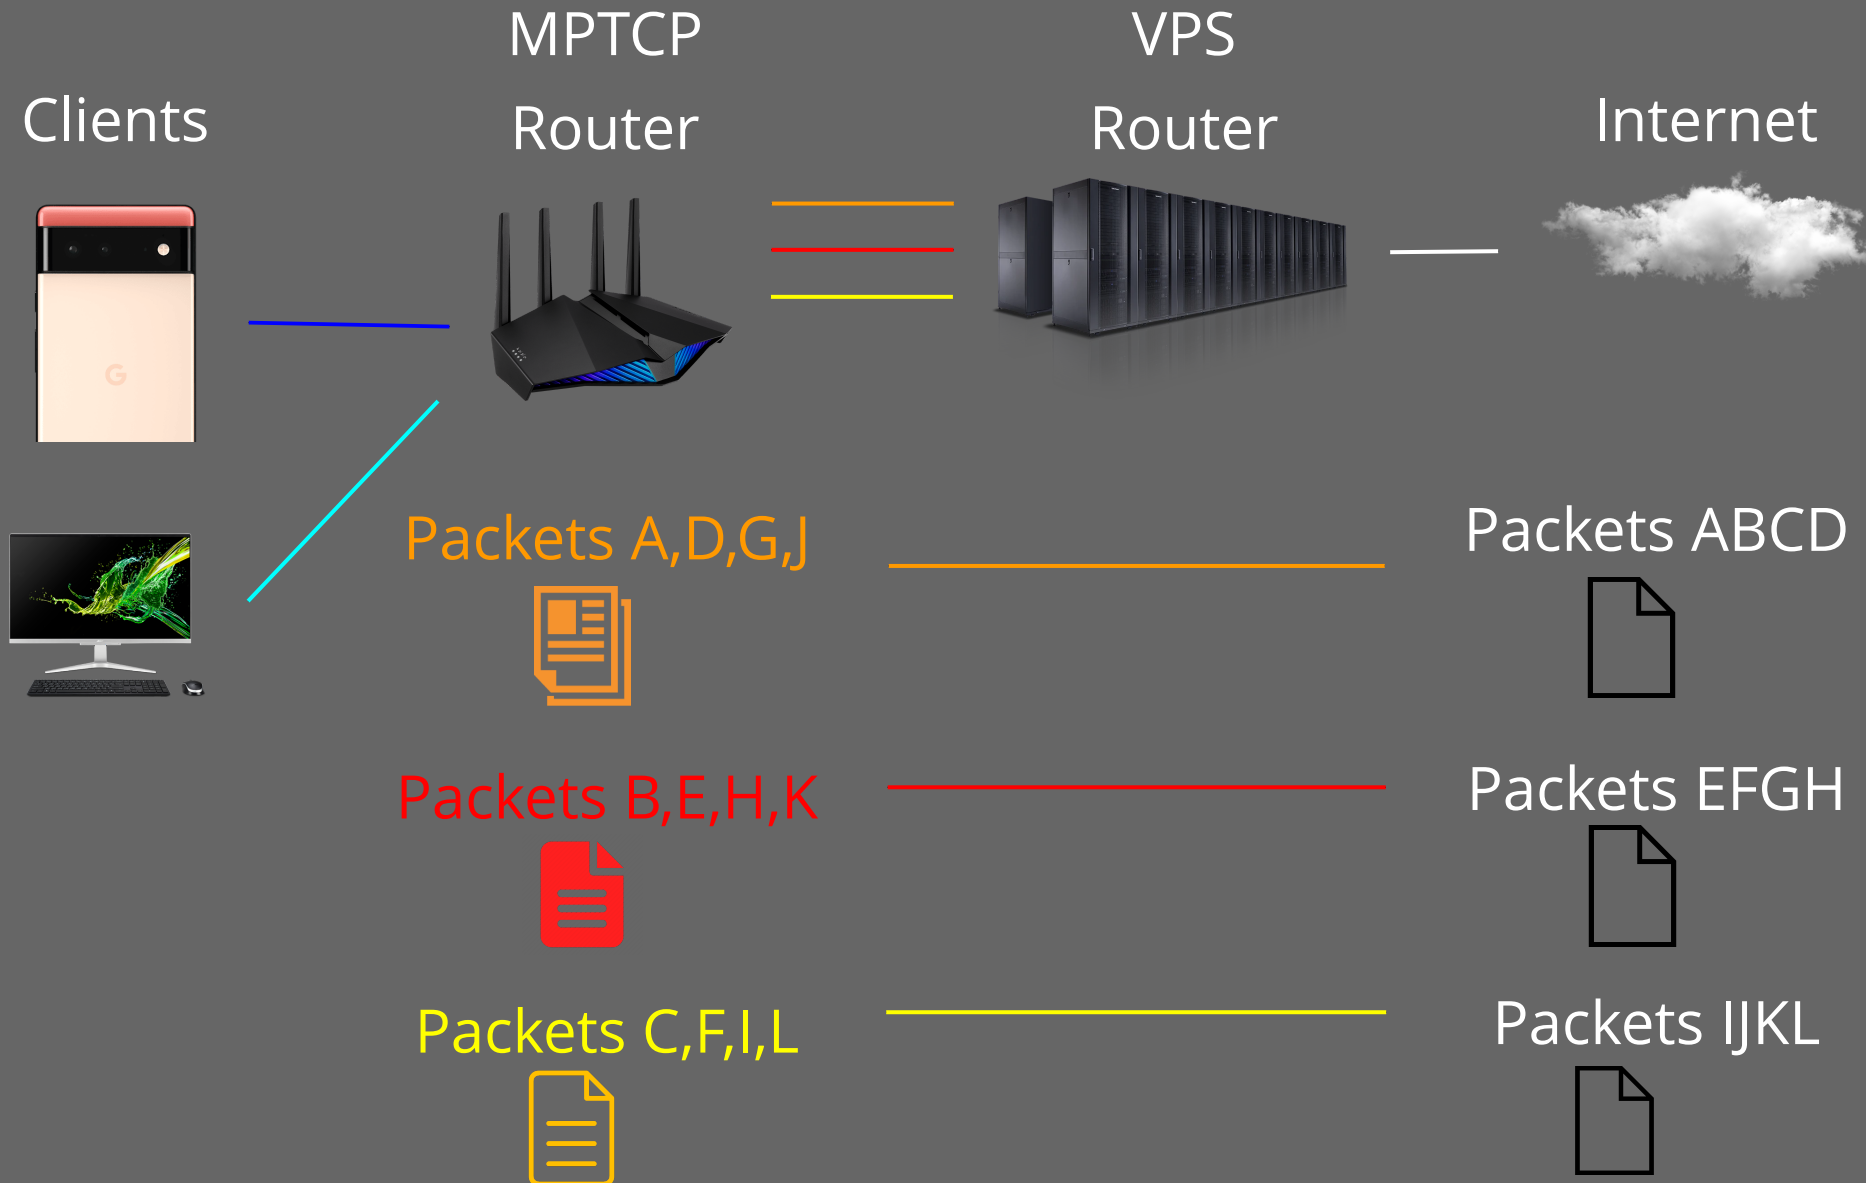 MPTCP
VPS
Clients
Router
Router
Internet
G
Packets A,D,G,J
Packets ABCD
Packets B,E,H,K
Packets EFGH
Packets C,F,I,L
Packets IJKL